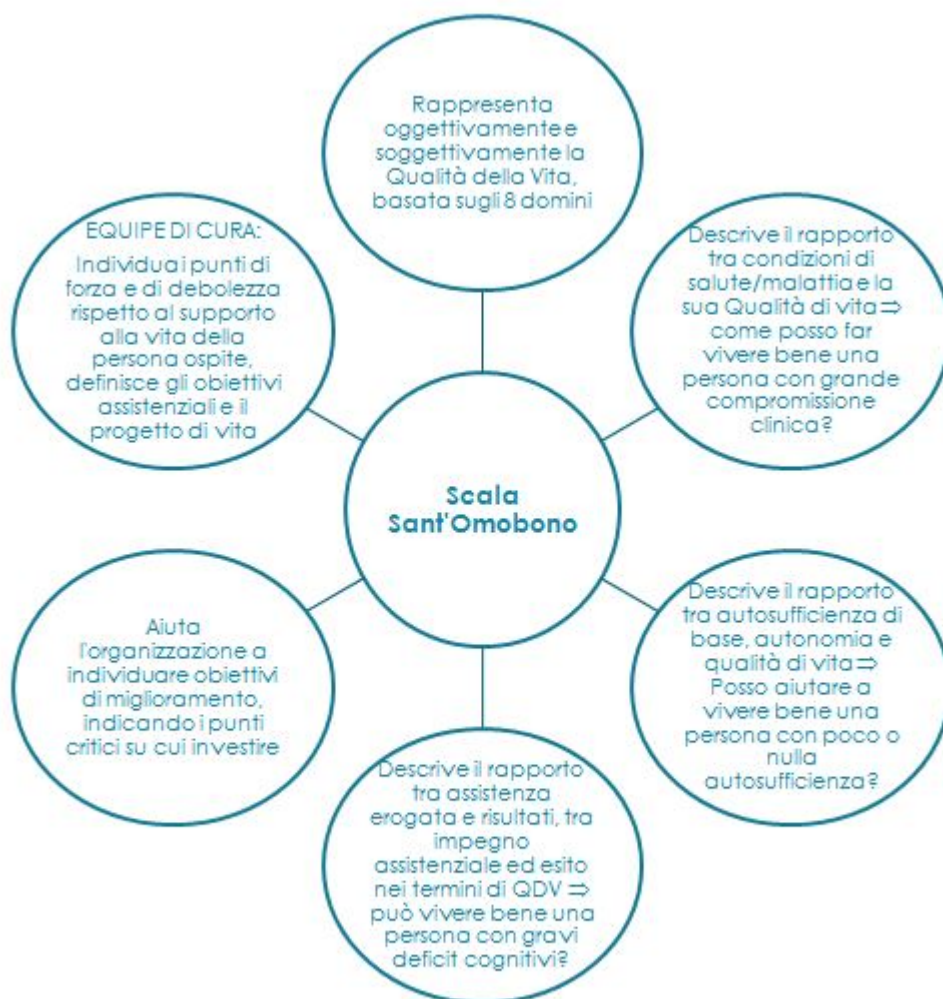 Rappresenta
oggettivamente e
soggettivamente la
Qualità della Vita,
basata sugli 8 domini
Descrive il rapporto
tra condizioni di
salute/malattia e la
sua Qualità di vita ⇒
come posso far
vivere bene una
persona con grande
compromissione
clinica?
Descrive il rapporto
tra autosufficienza di
base, autonomia e
qualità di vita ⇒
Posso aiutare a
vivere bene una
persona con poco o
nulla
autosufficienza?
Descrive il rapporto
tra assistenza
erogata e risultati, tra
impegno
assistenziale ed esito
nei termini di QDV ⇒
può vivere bene una
persona con gravi
deficit cognitivi?
Aiuta
l'organizzazione a
individuare obiettivi
di miglioramento,
indicando i punti
critici su cui investire
EQUIPE DI CURA:
Individua i punti di
forza e di debolezza
rispetto al supporto
alla vita della
persona ospite,
definisce gli obiettivi
assistenziali e il
progetto di vita
Scala
Sant'Omobono